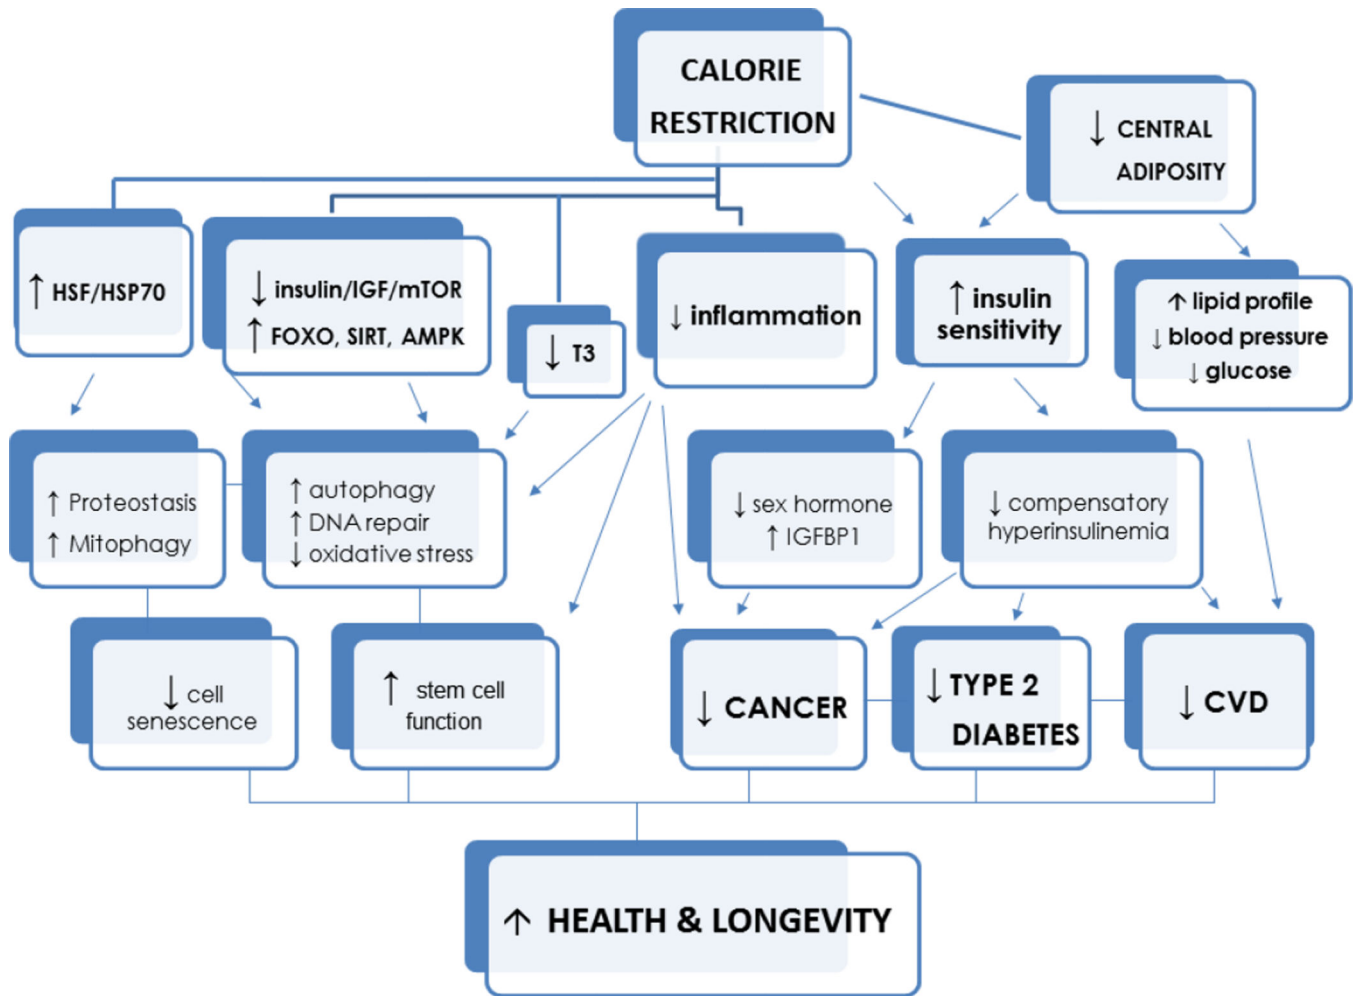 CALORIE
RESTRICTION
↓ CENTRAL
ADIPOSITY
↑ HSF/HSP70
↓ insulin/IGF/mTOR
↑ FOXO, SIRT, AMPK
↓ T3
↓ inflammation
↑ insulin
sensitivity
↑ lipid profile
↓ blood pressure
↓ glucose
↑ Proteostasis
↑ Mitophagy
↑ autophagy
↑ DNA repair
↓ oxidative stress
↓ sex hormone
↑ IGFBP1
↓ compensatory
hyperinsulinemia
↓ cell
senescence
↑ stem cell
function
↓ CANCER
↓ TYPE 2
DIABETES
↓ CVD
↑ HEALTH & LONGEVITY